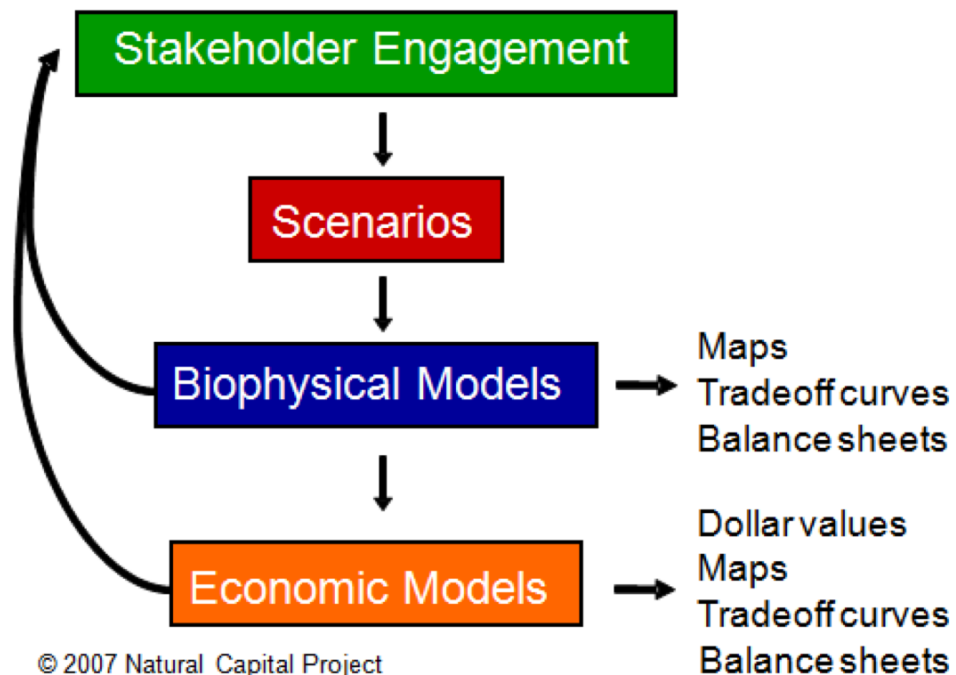 Stakeholder Engagement
Scenarios
Biophysical Models
Maps
Tradeoff curves
Balance sheets
Economic Models
Dollar values
Maps
Tradeoff curves
Balance sheets
© 2007 Natural Capital Project